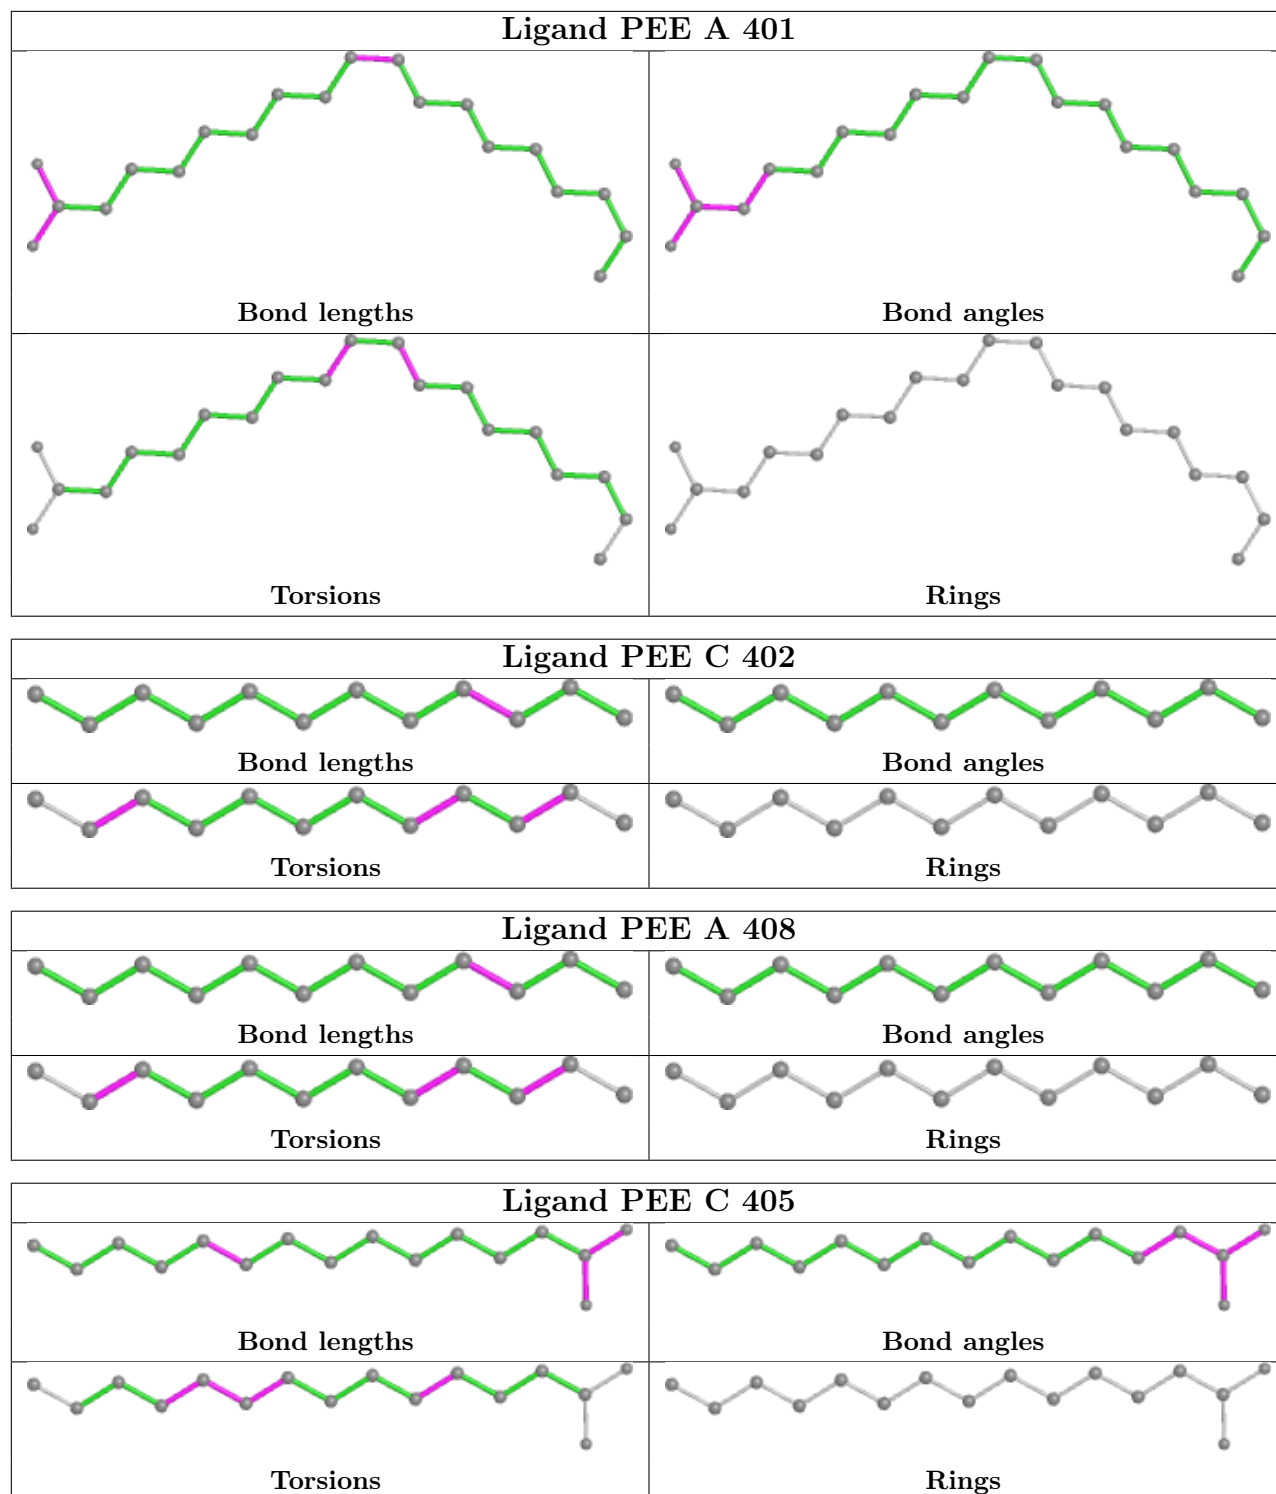 Ligand PEE A 401
Bond lengths
Bond angles
Torsions
Rings
Ligand PEE C 402
Bond lengths
Bond angles
Torsions
Rings
Ligand PEE A 408
Bond lengths
Bond angles
Torsions
Rings
Ligand PEE C 405
Bond lengths
Bond angles
Torsions
Rings